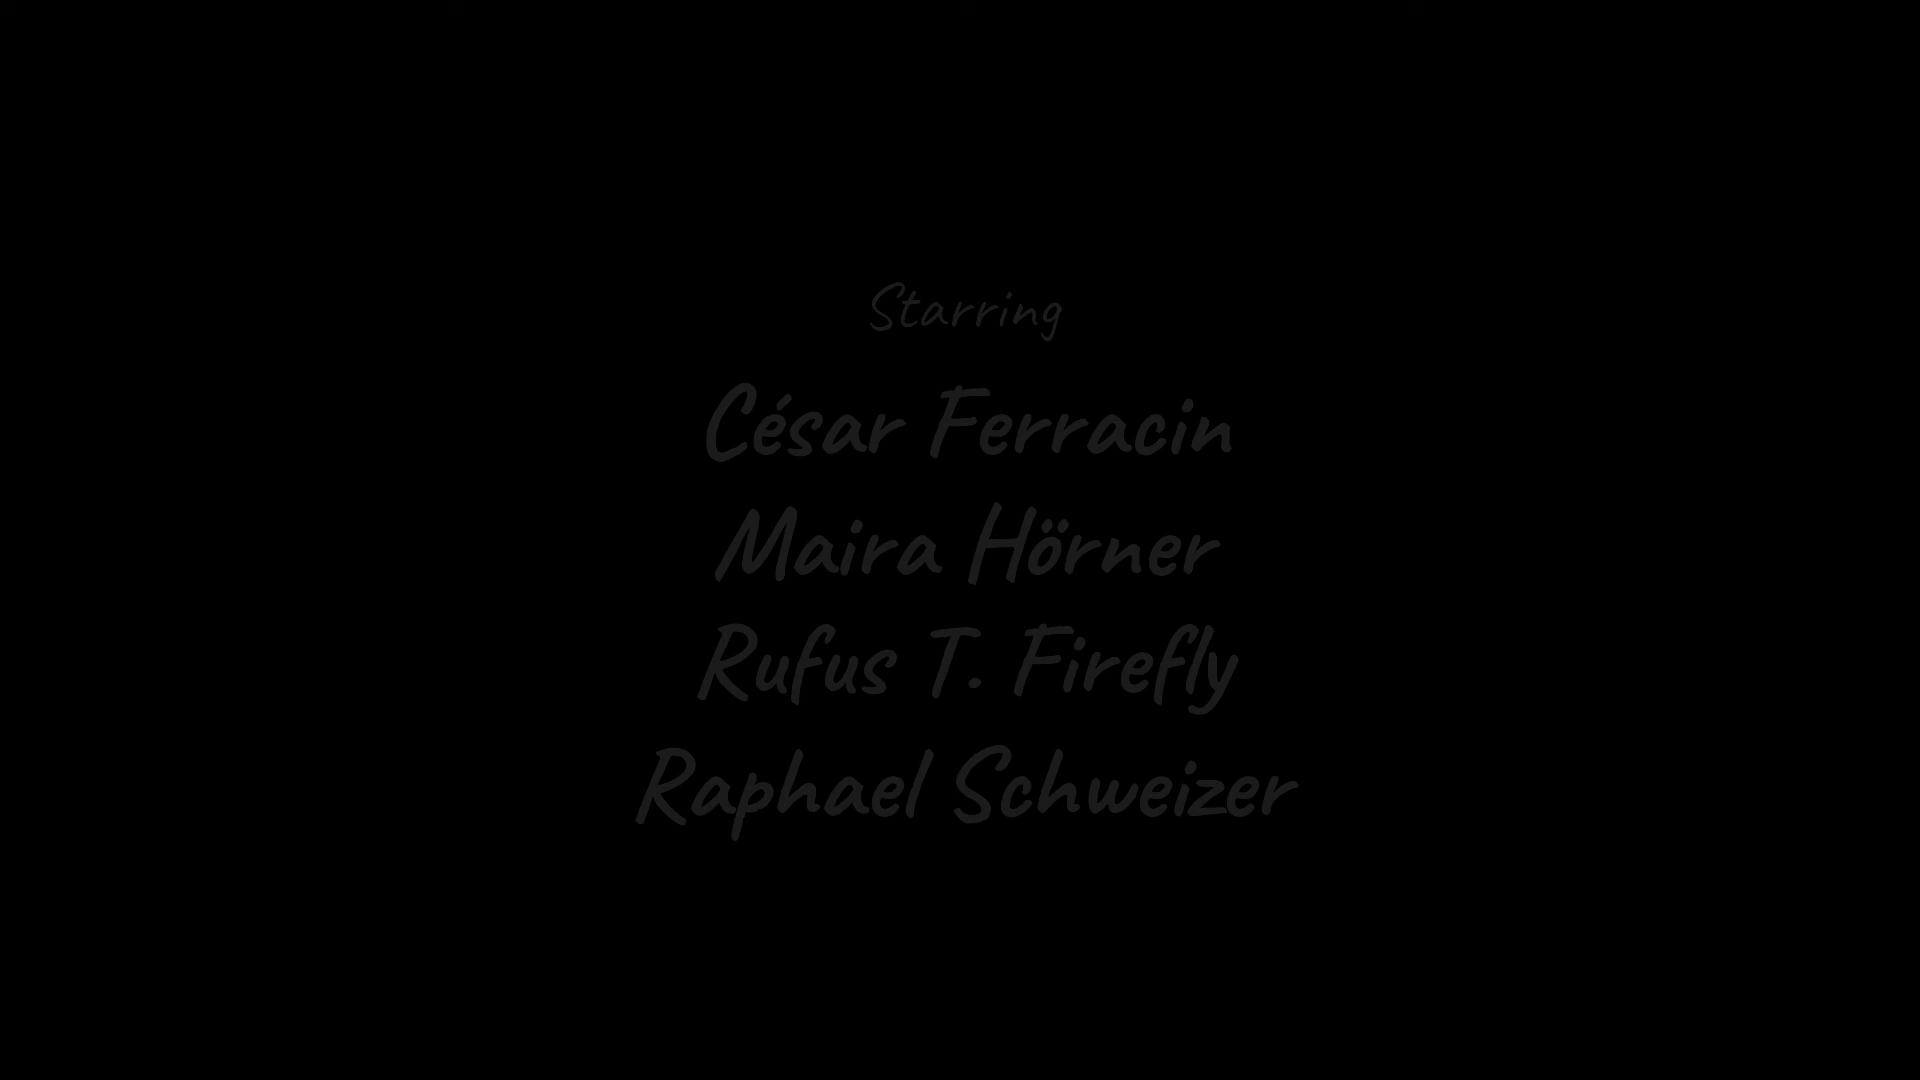 Starring
César Ferracin
Maira Hörner
Rufus T. Firefly
Raphael Schweizer